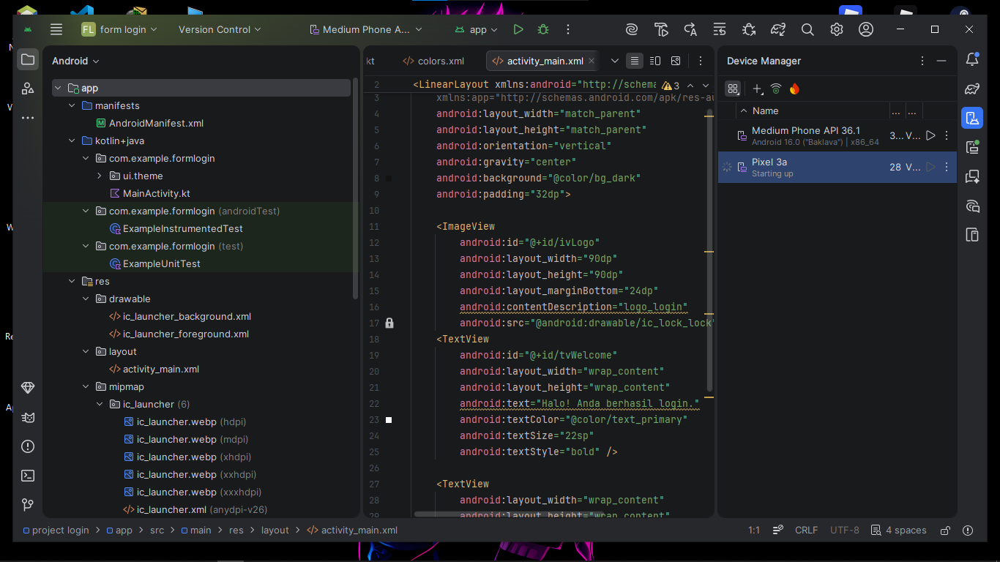 FL form login
Version Control
Medium Phone A...
app
Android
app
manifests
AndroidManifest.xml
kotlin+java
com.example.formlogin
ui.theme
MainActivity.kt
com.example.formlogin (androidTest)
ExampleInstrumentedTest
com.example.formlogin (test)
ExampleUnitTest
res
drawable
ic_launcher_background.xml
ic_launcher_foreground.xml
layout
activity_main.xml
mipmap
ic_launcher (6)
ic_launcher.webp (hdpi)
ic_launcher.webp (mdpi)
ic_launcher.webp (xhdpi)
ic_launcher.webp (xxhdpi)
ic_launcher.webp (xxxhdpi)
ic_launcher.xml (anydpi-v26)
kt
colors.xml
activity_main.xml
2 <LinearLayout xmlns:android="http://schema 3
3 xmlns:app="http://schemas.android.com/apk/res-au
4 android:layout_width="match_parent"
5 android:layout_height="match_parent"
6 android:orientation="vertical"
7 android:gravity="center"
8 android:background="@color/bg_dark"
9 android:padding="32dp">
10
11 <ImageView
12 android:id="@+id/ivLogo"
13 android:layout_width="90dp"
14 android:layout_height="90dp"
15 android:layout_marginBottom="24dp"
16 android:contentDescription="logo_login"
17 android:src="@android:drawable/ic_lock_lock"
18 <TextView
19 android:id="@+id/tvWelcome"
20 android:layout_width="wrap_content"
21 android:layout_height="wrap_content"
22 android:text="Halo! Anda berhasil login."
23 android:textColor="@color/text_primary"
24 android:textSize="22sp"
25 android:textStyle="bold" />
26
27 <TextView
28 android:layout_width="wrap_content"
29 android:layout_height="wrap_content"
Device Manager
Name ... ...
Medium Phone API 36.1 3... V...
Android 16.0 ("Baklava") | x86_64
Pixel 3a 28 V...
Starting up
project login > app > src > main > res > layout > activity_main.xml
1:1 CRLF UTF-8 4 spaces